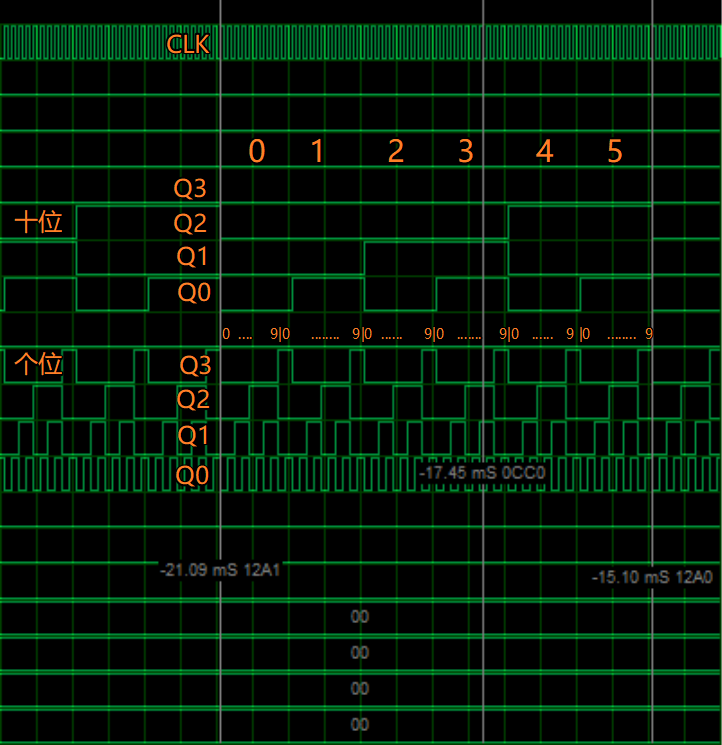 CLK
0 1 2 3 4 5
Q3
十位 Q2
Q1
Q0
0 .... 9|0 ........ 9|0 ...... 9|0 ....... 9|0 ...... 9|0 ........ 9
个位 Q3
Q2
Q1
Q0
-17.45 mS 0CC0
-21.09 mS 12A1
-15.10 mS 12A0
00
00
00
00